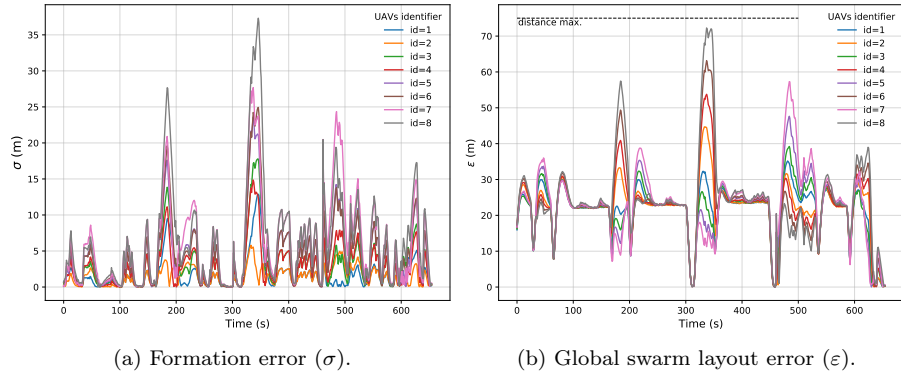 UAVs identifier
id=1
id=2
id=3
id=4
id=5
id=6
id=7
id=8
35
30
25
20
15
10
5
0
σ (m)
0 100 200 300 400 500 600
Time (s)
(a) Formation error (σ).
UAVs identifier
distance max.
id=1
id=2
id=3
id=4
id=5
id=6
id=7
id=8
70
60
50
40
30
20
10
0
ε (m)
0 100 200 300 400 500 600
Time (s)
(b) Global swarm layout error (ε).